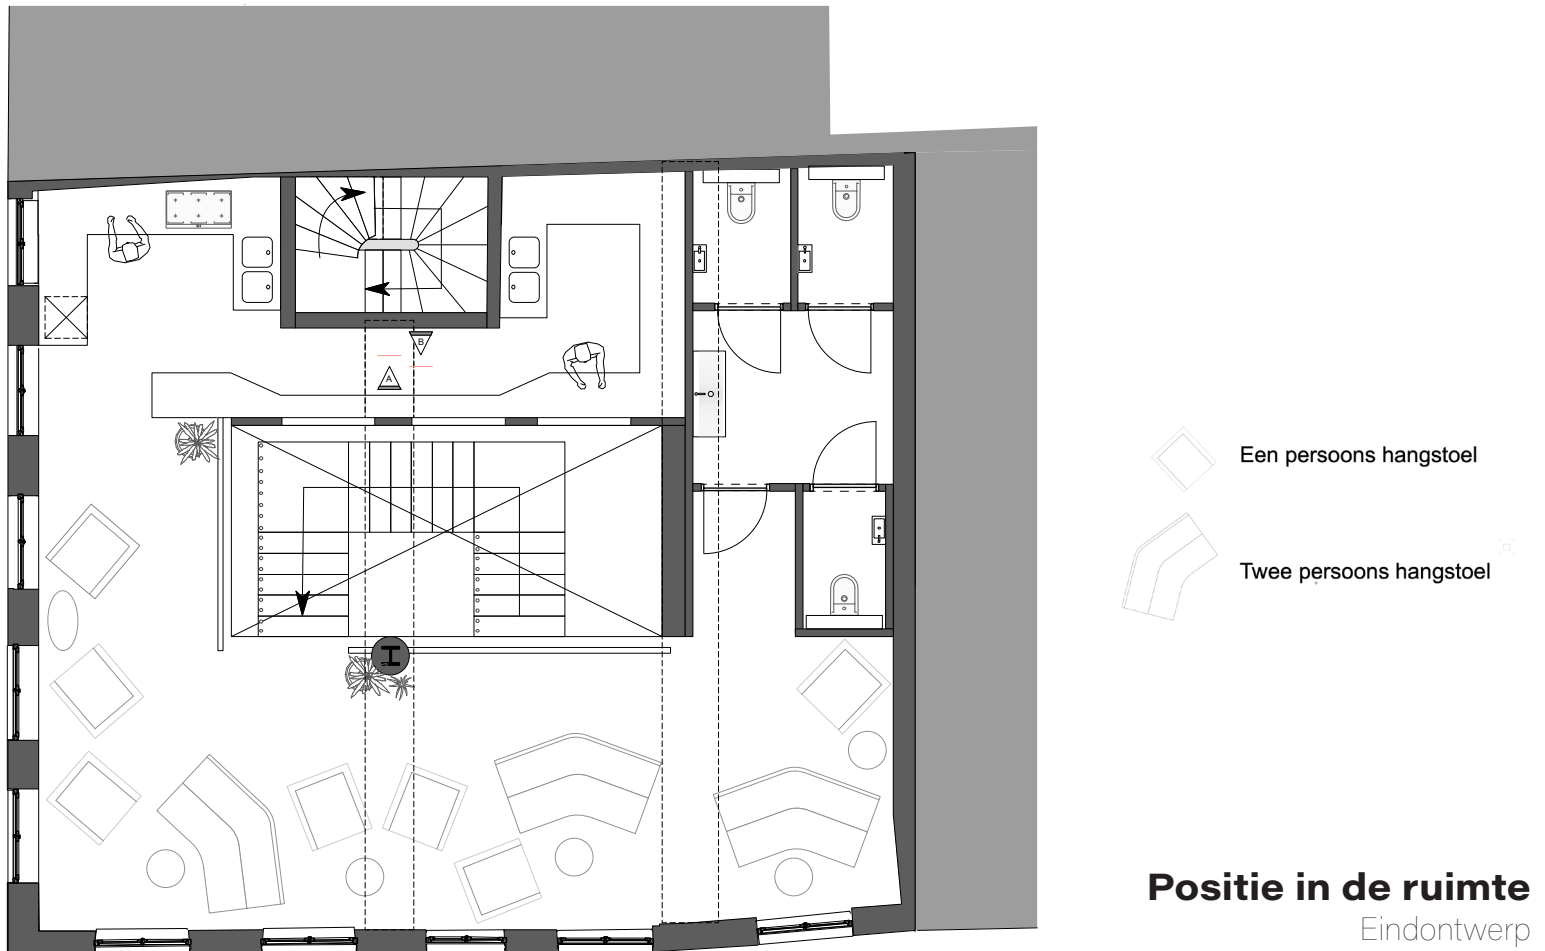 B
A
Een persoons hangstoel
Twee persoons hangstoel
Positie in de ruimte
Eindontwerp